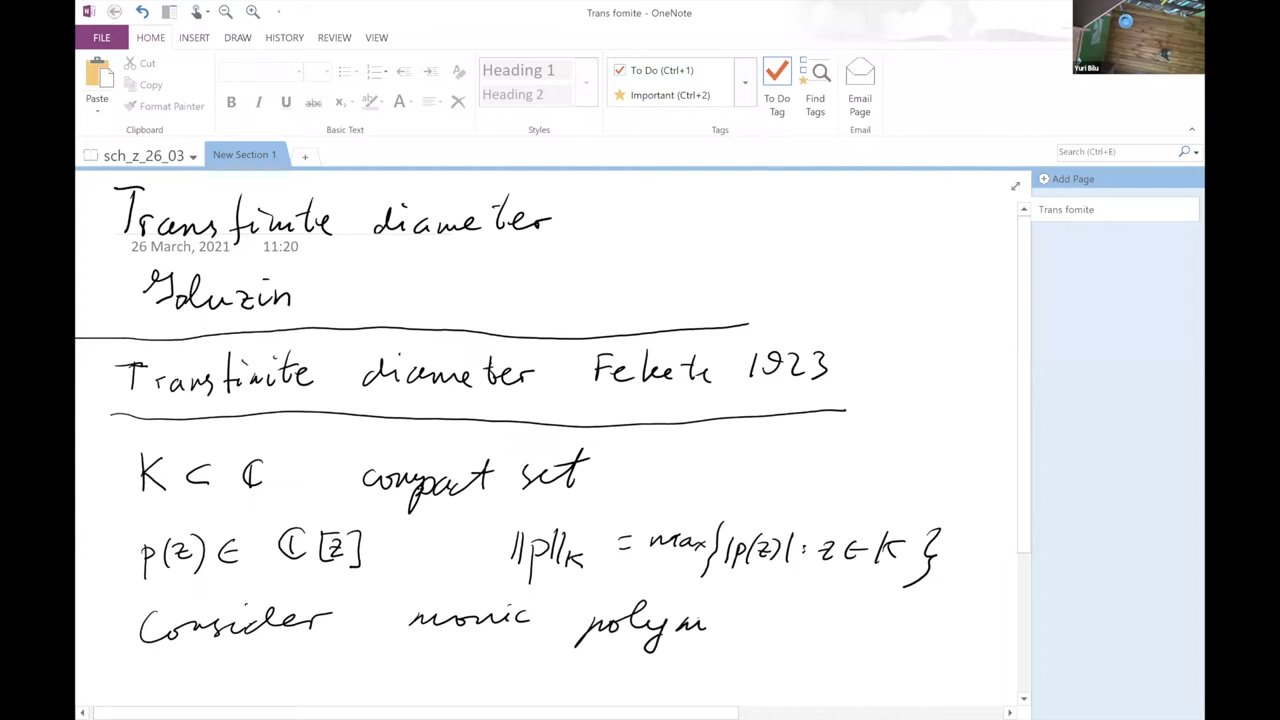 Trans fomite - OneNote
FILE HOME INSERT DRAW HISTORY REVIEW VIEW
Cut
Copy
Format Painter
Paste
B I U abc
Heading 1
Heading 2
To Do (Ctrl+1)
Important (Ctrl+2)
To Do Tag
Find Tags
Email Page
Clipboard Basic Text Styles Tags Email
sch_z_26_03 New Section 1
Search (Ctrl+E)
Add Page
Trans fomite
Yuri Bilu
Transfinite diameter
26 March, 2021 11:20
Goluzin
Transfinite diameter Fekete 1923
K ⊂ ℂ compact set
p(z) ∈ ℂ[z] ||p||_K = max{|p(z)| : z ∈ K}
Consider monic polym